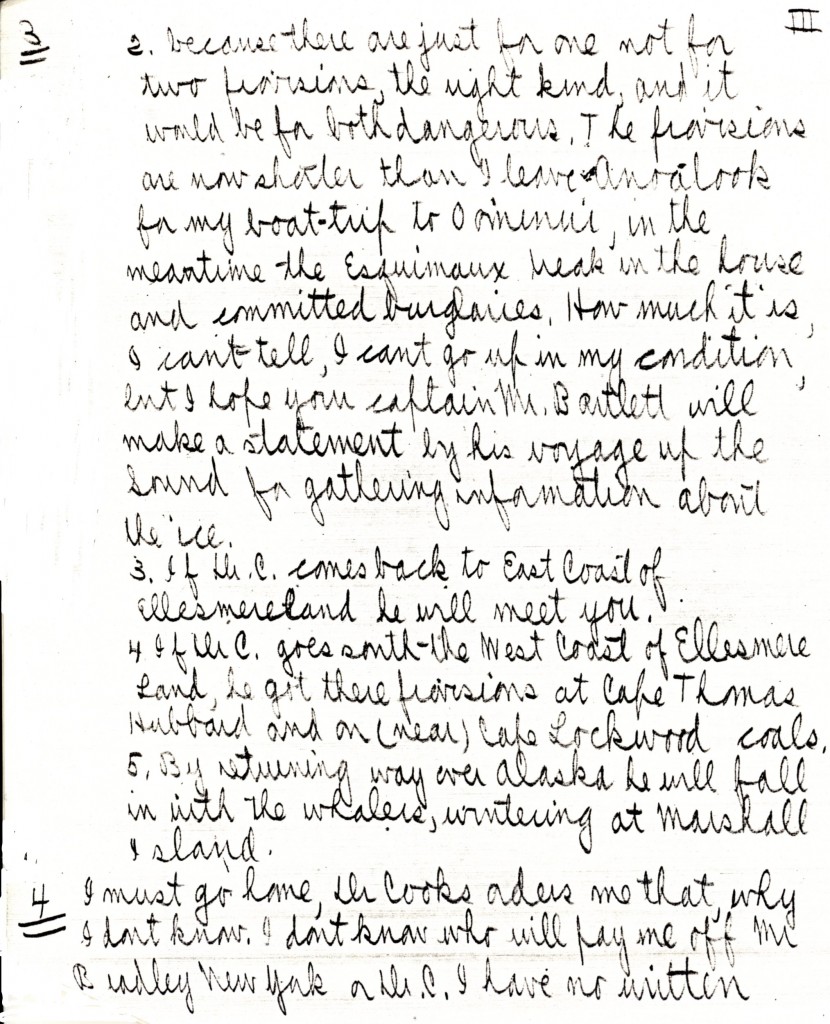 III
3 2. because there are just for one not for
two provisions, the right kind, and it
would be for both dangerous. The provisions
are now shorter than I leave Anoatook
for my boat-trip to Oominui, in the
meantime the Esquimaux break in the house
and committed burglaries. How much it is,
I can't tell, I cant go up in my condition,
but I hope your captain Mr. Bartlett will
make a statement by his voyage up the
Sound for gathering information about
the ice.
3. If Dr. C. comes back to East Coast of
Ellesmereland he will meet you.
4 If Dr C. goes south the West Coast of Ellesmere
Land, he got there provisions at Cape Thomas
Hubbard and on (near) Cape Lockwood coals.
5. By returning way over Alaska he will fall
in with the whalers, wintering at Marshall
Island.
4 I must go home, Dr Cooks orders me that, why
I dont know. I dont know who will pay me off Mr
Bradley New York or Dr. C. I have no written